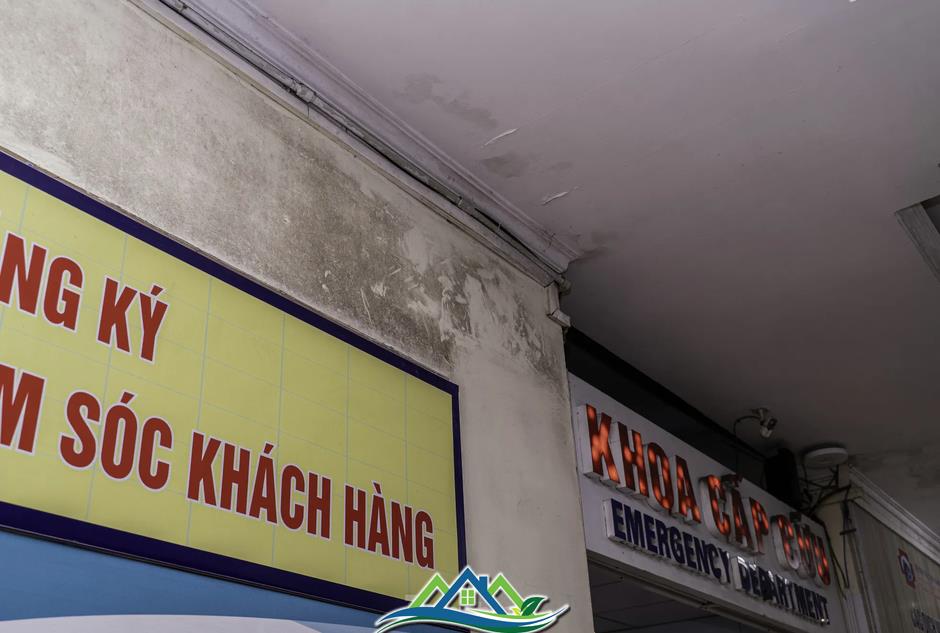 NG KÝ
M SÓC KHÁCH HÀNG
KHOA CẤP CỨU
EMERGENCY DEPARTMENT